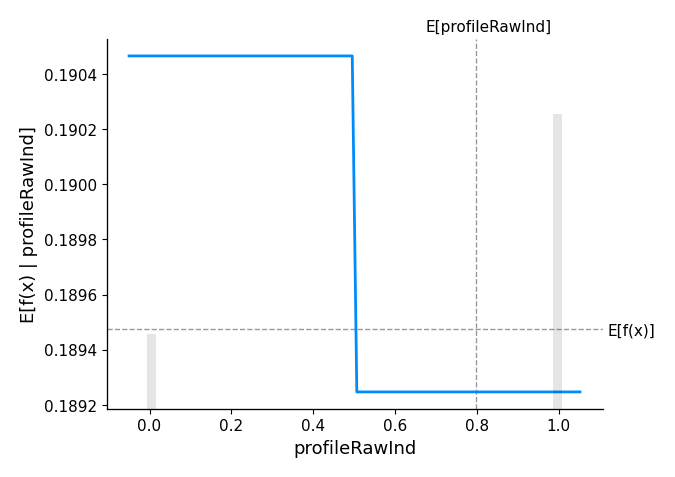 E[profileRawInd]
E[f(x) | profileRawInd]
0.1904
0.1902
0.1900
0.1898
0.1896
0.1894
0.1892
E[f(x)]
0.0 0.2 0.4 0.6 0.8 1.0
profileRawInd